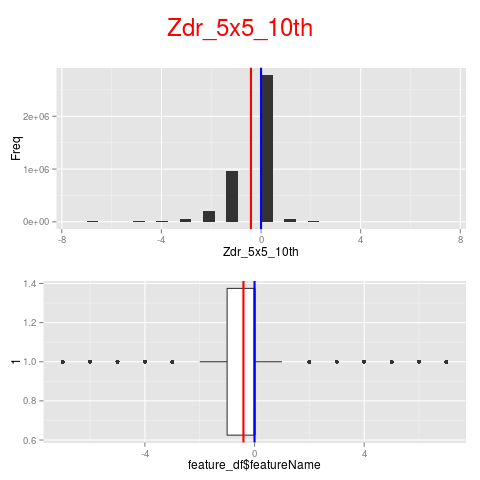 Zdr_5x5_10th
Freq
2e+06
1e+06
0e+00
-8 -4 0 4 8
Zdr_5x5_10th
1
1.4
1.2
1.0
0.8
0.6
-4 0 4
feature_df$featureName